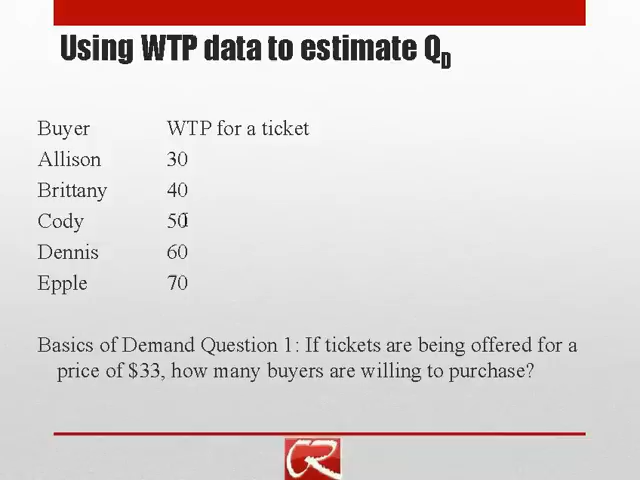 Using WTP data to estimate QD
Buyer WTP for a ticket
Allison 30
Brittany 40
Cody 50
Dennis 60
Epple 70
Basics of Demand Question 1: If tickets are being offered for a
price of $33, how many buyers are willing to purchase?
CR